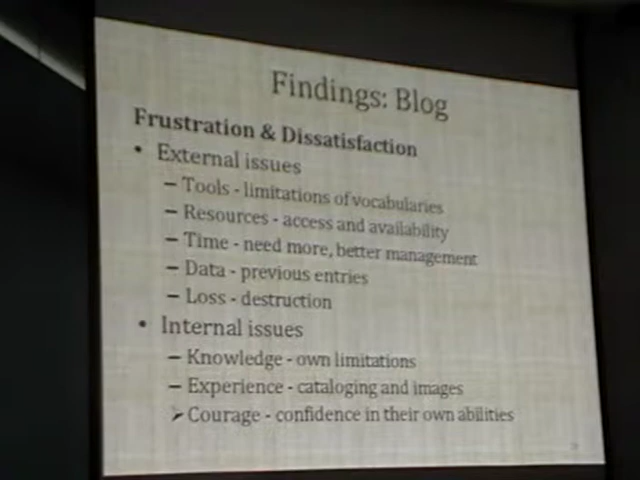 Findings: Blog
Frustration & Dissatisfaction
• External issues
– Tools - limitations of vocabularies
– Resources - access and availability
– Time - need more, better management
– Data - previous entries
– Loss - destruction
• Internal issues
– Knowledge - own limitations
– Experience - cataloging and images
➢ Courage - confidence in their own abilities